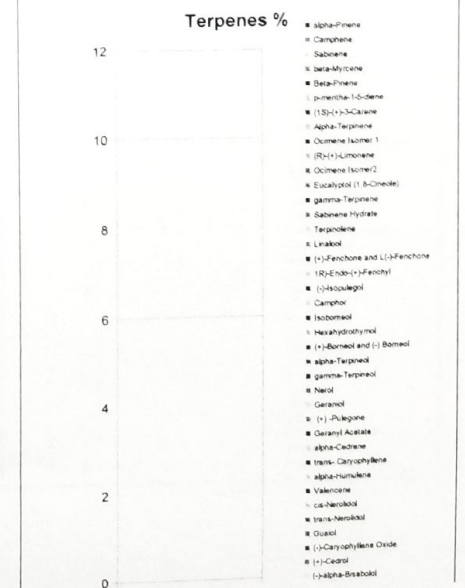 Terpenes %
12
10
8
6
4
2
0
alpha-Pinene
Camphene
Sabinene
beta-Myrcene
Beta-Pinene
p-mentha-1-5-diene
(1S)-(+)-3-Carene
Alpha-Terpinene
Ocimene Isomer 1
(R)-(+)-Limonene
Ocimene Isomer2
Eucalyptol (1,8-Cineole)
gamma-Terpinene
Sabinene Hydrate
Terpinolene
Linalool
(+)-Fenchone and L(-)-Fenchone
1R)-Endo-(+)-Fenchyl
(-)-Isopulegol
Camphor
Isoborneol
Hexahydrothymol
(+)-Borneol and (-) Borneol
alpha-Terpineol
gamma-Terpineol
Nerol
Geraniol
(+) -Pulegone
Geranyl Acetate
alpha-Cedrene
trans- Caryophyllene
alpha-Humulene
Valencene
cis-Nerolidol
trans-Nerolidol
Guaiol
(-)-Caryophyllene Oxide
(+)-Cedrol
(-)-alpha-Bisabolol